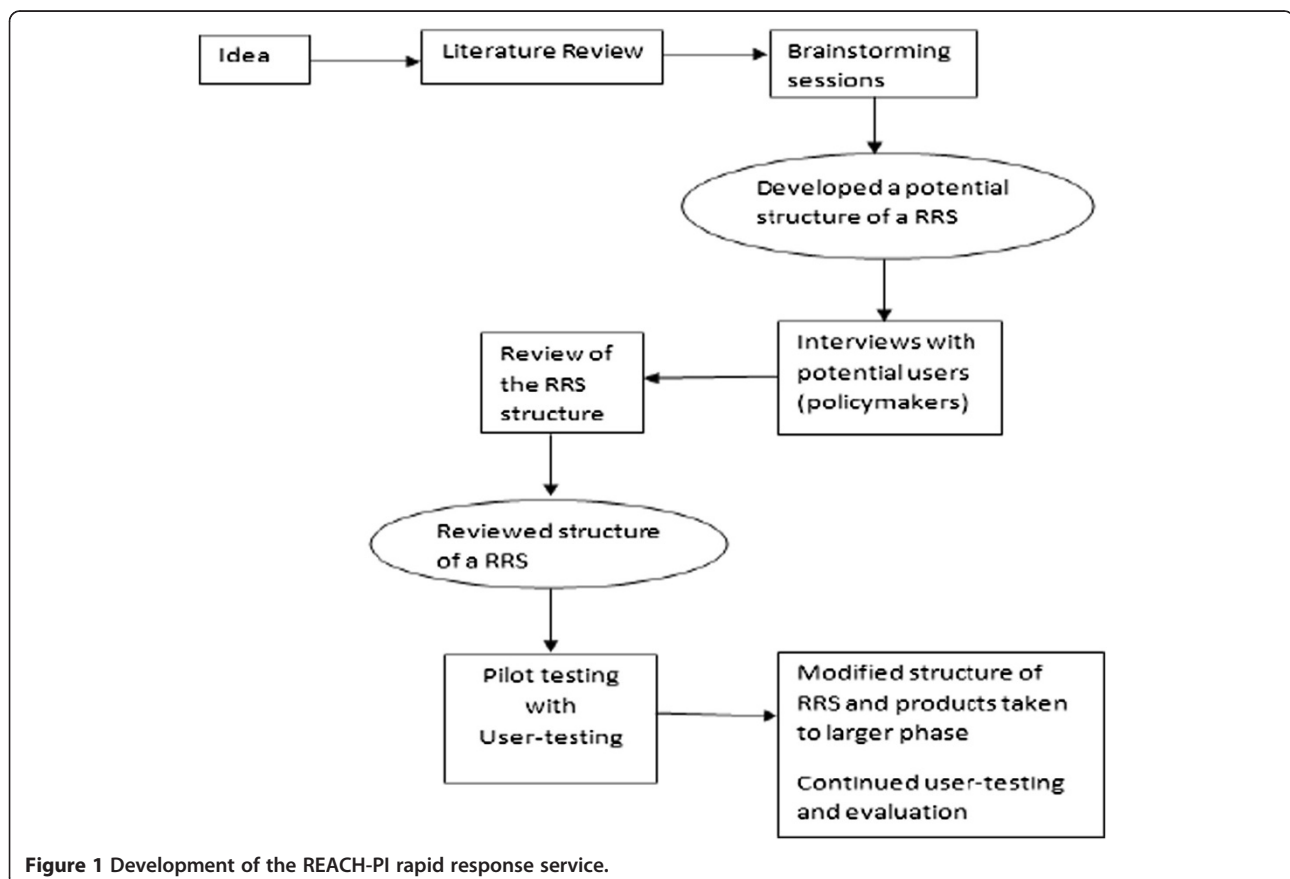 Idea
Literature Review
Brainstorming
sessions
Developed a potential
structure of a RRS
Interviews with
potential users
(policymakers)
Review of
the RRS
structure
Reviewed structure
of a RRS
Pilot testing
with
User-testing
Modified structure of
RRS and products taken
to larger phase
Continued user-testing
and evaluation
Figure 1 Development of the REACH-PI rapid response service.